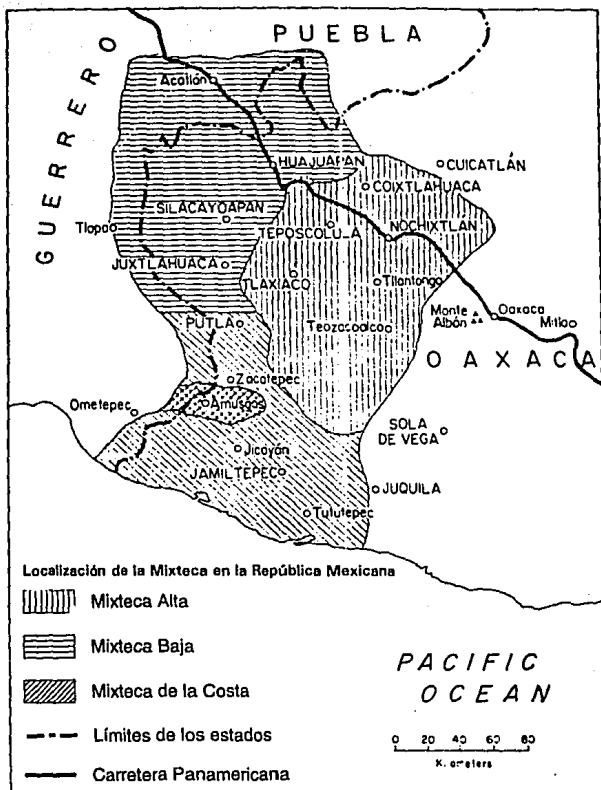 PUEBLA
GUERRERO
Acatlán
HUAJUAPAN
CUICATLÁN
COIXTLAHUACA
SILACAYOAPAN
TEPOSCOLULA
NOCHIXTLÁN
Tlapa
JUXTLAHUACA
TLAXIACO
Tilantongo
PUTLA
Teozacoalco
Monte
Albán
Oaxaca
Mitla
OAXACA
Zacatepec
Ometepec
Amusgos
SOLA
DE VEGA
Jicayán
JAMILTEPEC
JUQUILA
Tututepec
Localización de la Mixteca en la República Mexicana
Mixteca Alta
Mixteca Baja
Mixteca de la Costa
Límites de los estados
Carretera Panamericana
PACIFIC
OCEAN
0 20 40 60 80